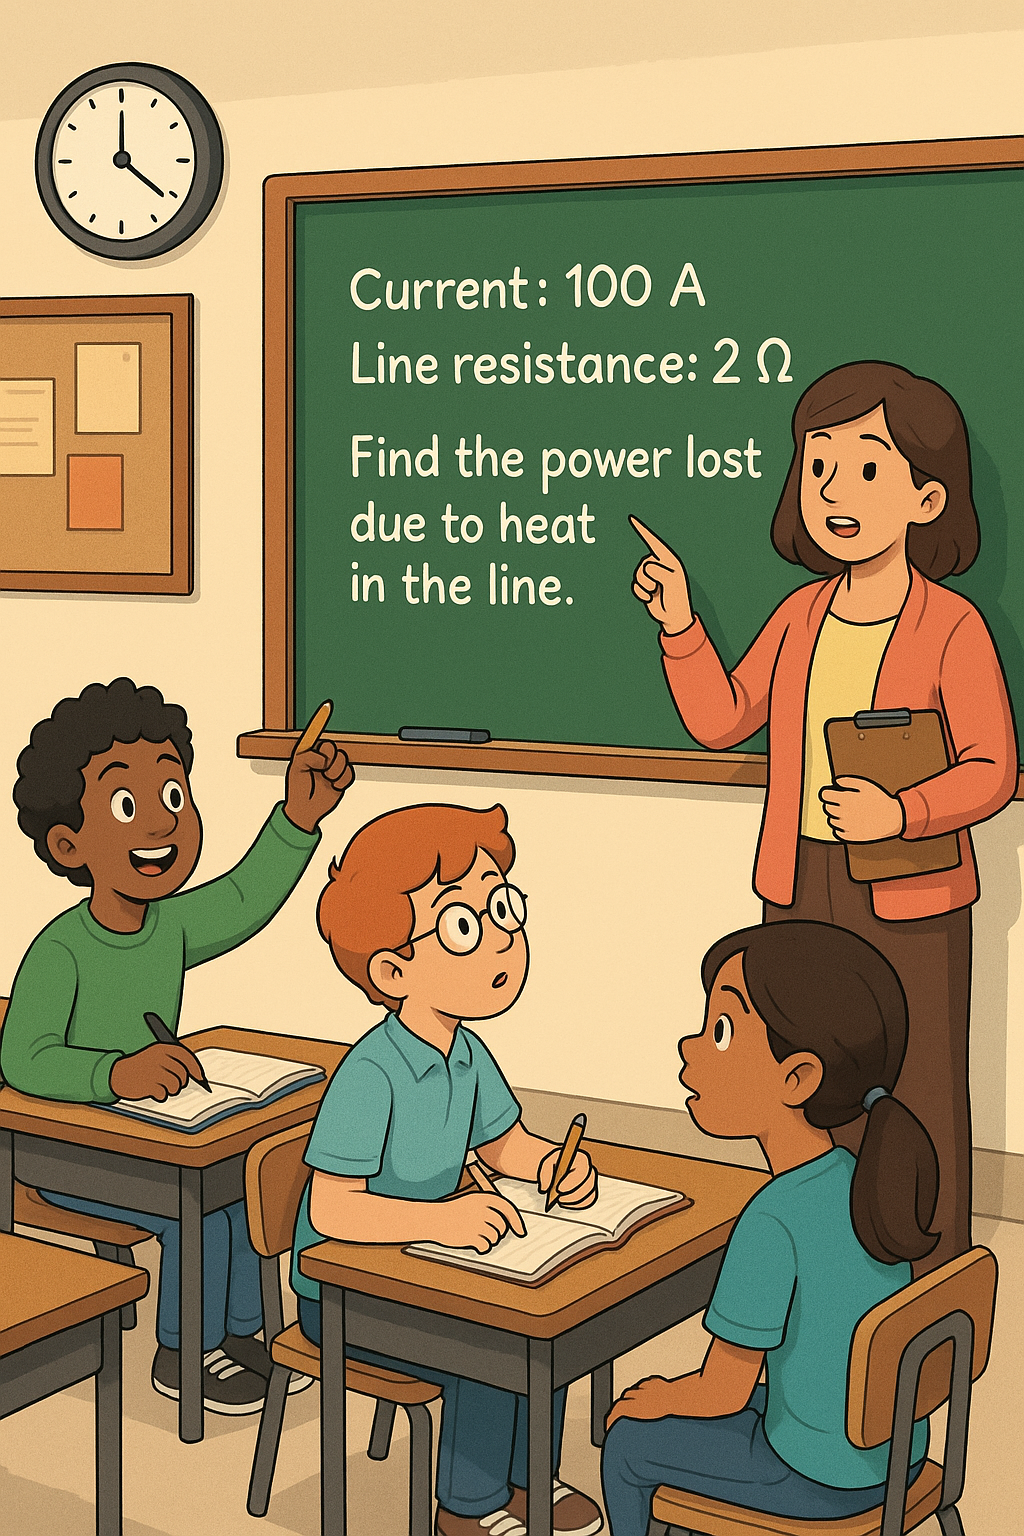 Current: 100 A
Line resistance: 2 Ω
Find the power lost
due to heat
in the line.